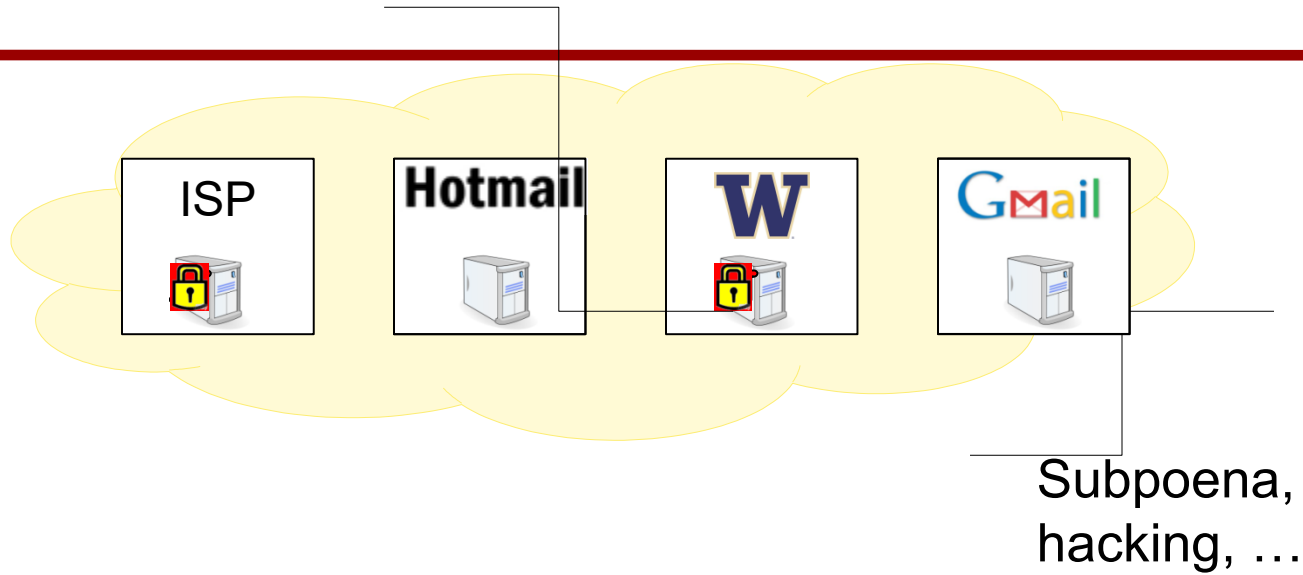 ISP
Hotmail
W
Gmail
Subpoena,
hacking, …